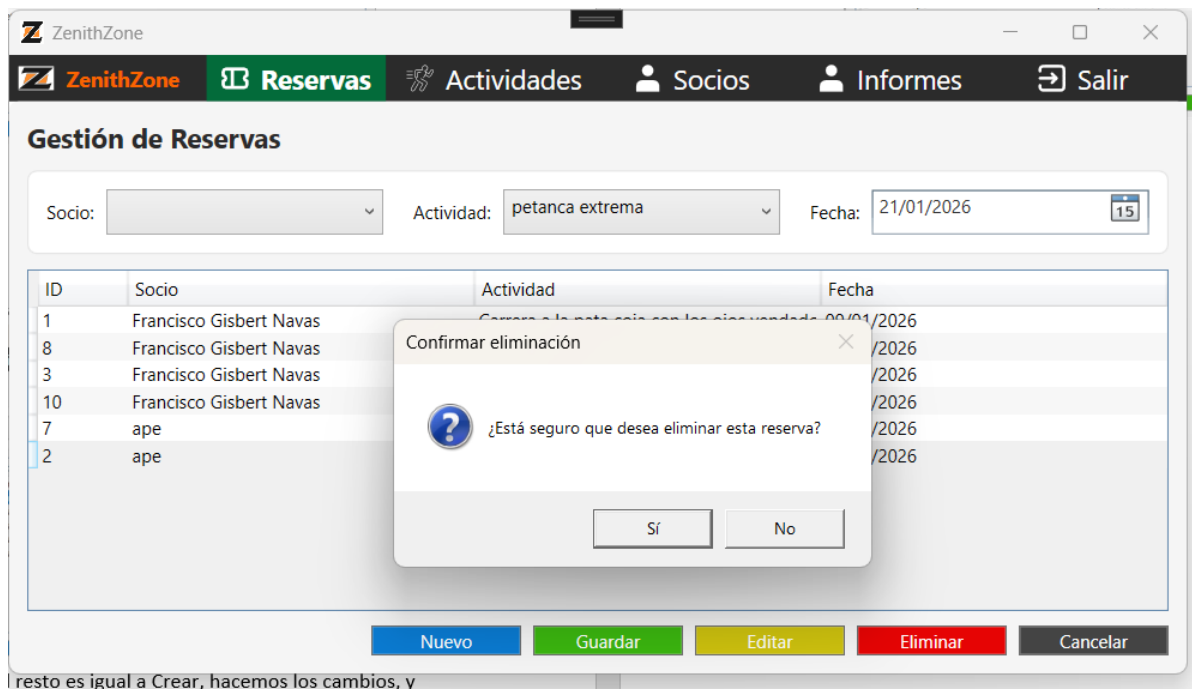 ZenithZone
ZenithZone Reservas Actividades Socios Informes Salir
Gestión de Reservas
Socio: Actividad: petanca extrema Fecha: 21/01/2026 15
ID Socio Actividad Fecha
1 Francisco Gisbert Navas /2026
8 Francisco Gisbert Navas /2026
3 Francisco Gisbert Navas /2026
10 Francisco Gisbert Navas /2026
7 ape /2026
2 ape /2026
Confirmar eliminación
¿Está seguro que desea eliminar esta reserva?
Sí No
Nuevo Guardar Editar Eliminar Cancelar
resto es igual a Crear, hacemos los cambios, y